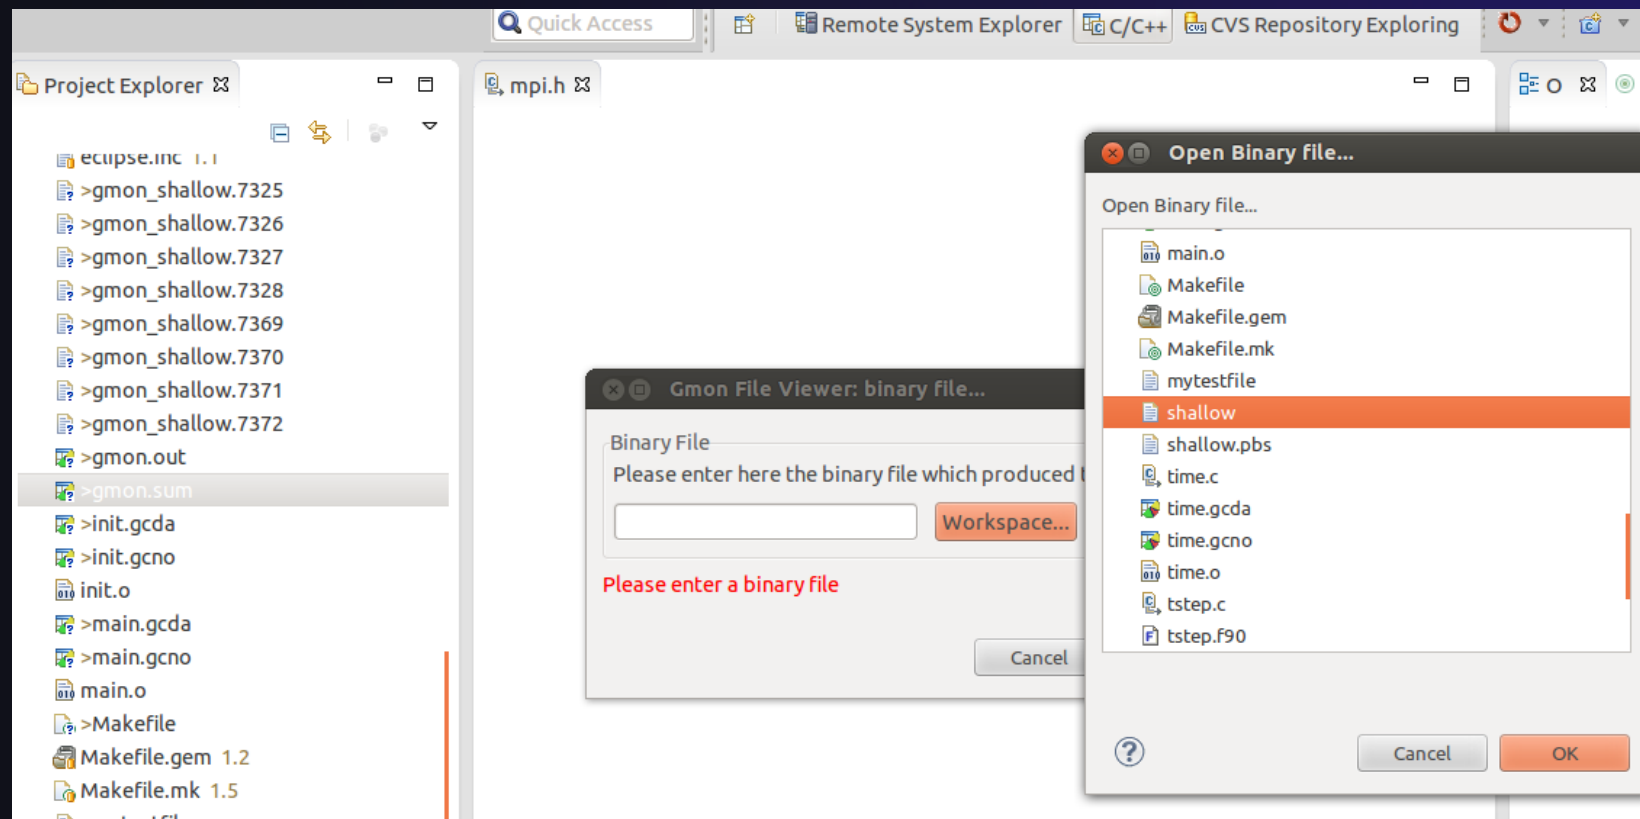 Quick Access
Remote System Explorer
C/C++
CVS Repository Exploring
Project Explorer
mpi.h
O
eclipse.inc 1.1
>gmon_shallow.7325
>gmon_shallow.7326
>gmon_shallow.7327
>gmon_shallow.7328
>gmon_shallow.7369
>gmon_shallow.7370
>gmon_shallow.7371
>gmon_shallow.7372
>gmon.out
>gmon.sum
>init.gcda
>init.gcno
init.o
>main.gcda
>main.gcno
main.o
>Makefile
Makefile.gem 1.2
Makefile.mk 1.5
Gmon File Viewer: binary file...
Binary File
Please enter here the binary file which produced
Workspace...
Please enter a binary file
Cancel
Open Binary file...
Open Binary file...
main.o
Makefile
Makefile.gem
Makefile.mk
mytestfile
shallow
shallow.pbs
time.c
time.gcda
time.gcno
time.o
tstep.c
tstep.f90
Cancel
OK